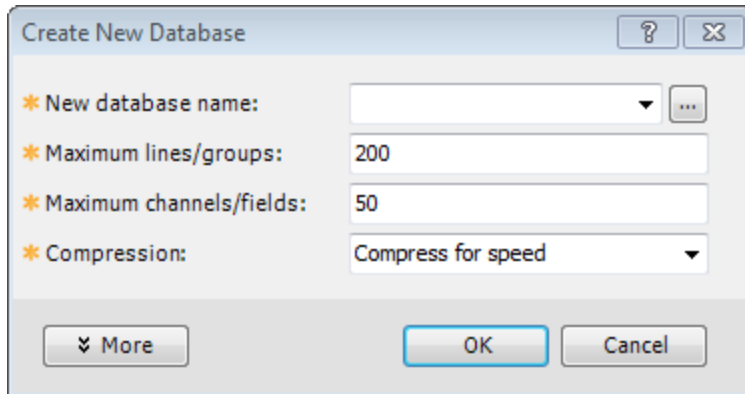 Create New Database
* New database name: ...
* Maximum lines/groups: 200
* Maximum channels/fields: 50
* Compression: Compress for speed
More OK Cancel